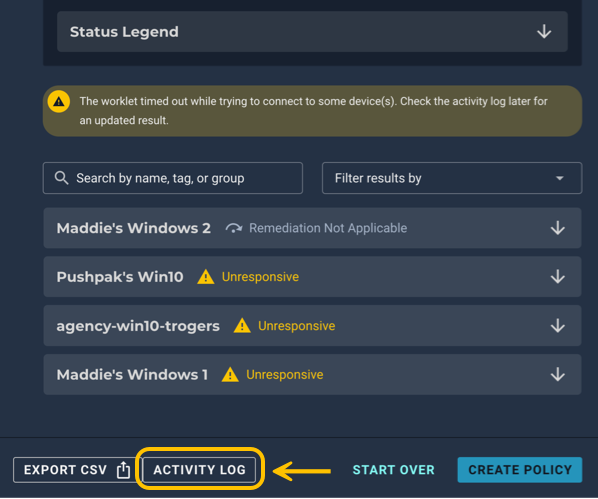 Status Legend
The worklet timed out while trying to connect to some device(s). Check the activity log later for
an updated result.
Search by name, tag, or group
Filter results by
Maddie's Windows 2 Remediation Not Applicable
Pushpak's Win10 Unresponsive
agency-win10-trogers Unresponsive
Maddie's Windows 1 Unresponsive
EXPORT CSV ACTIVITY LOG START OVER CREATE POLICY